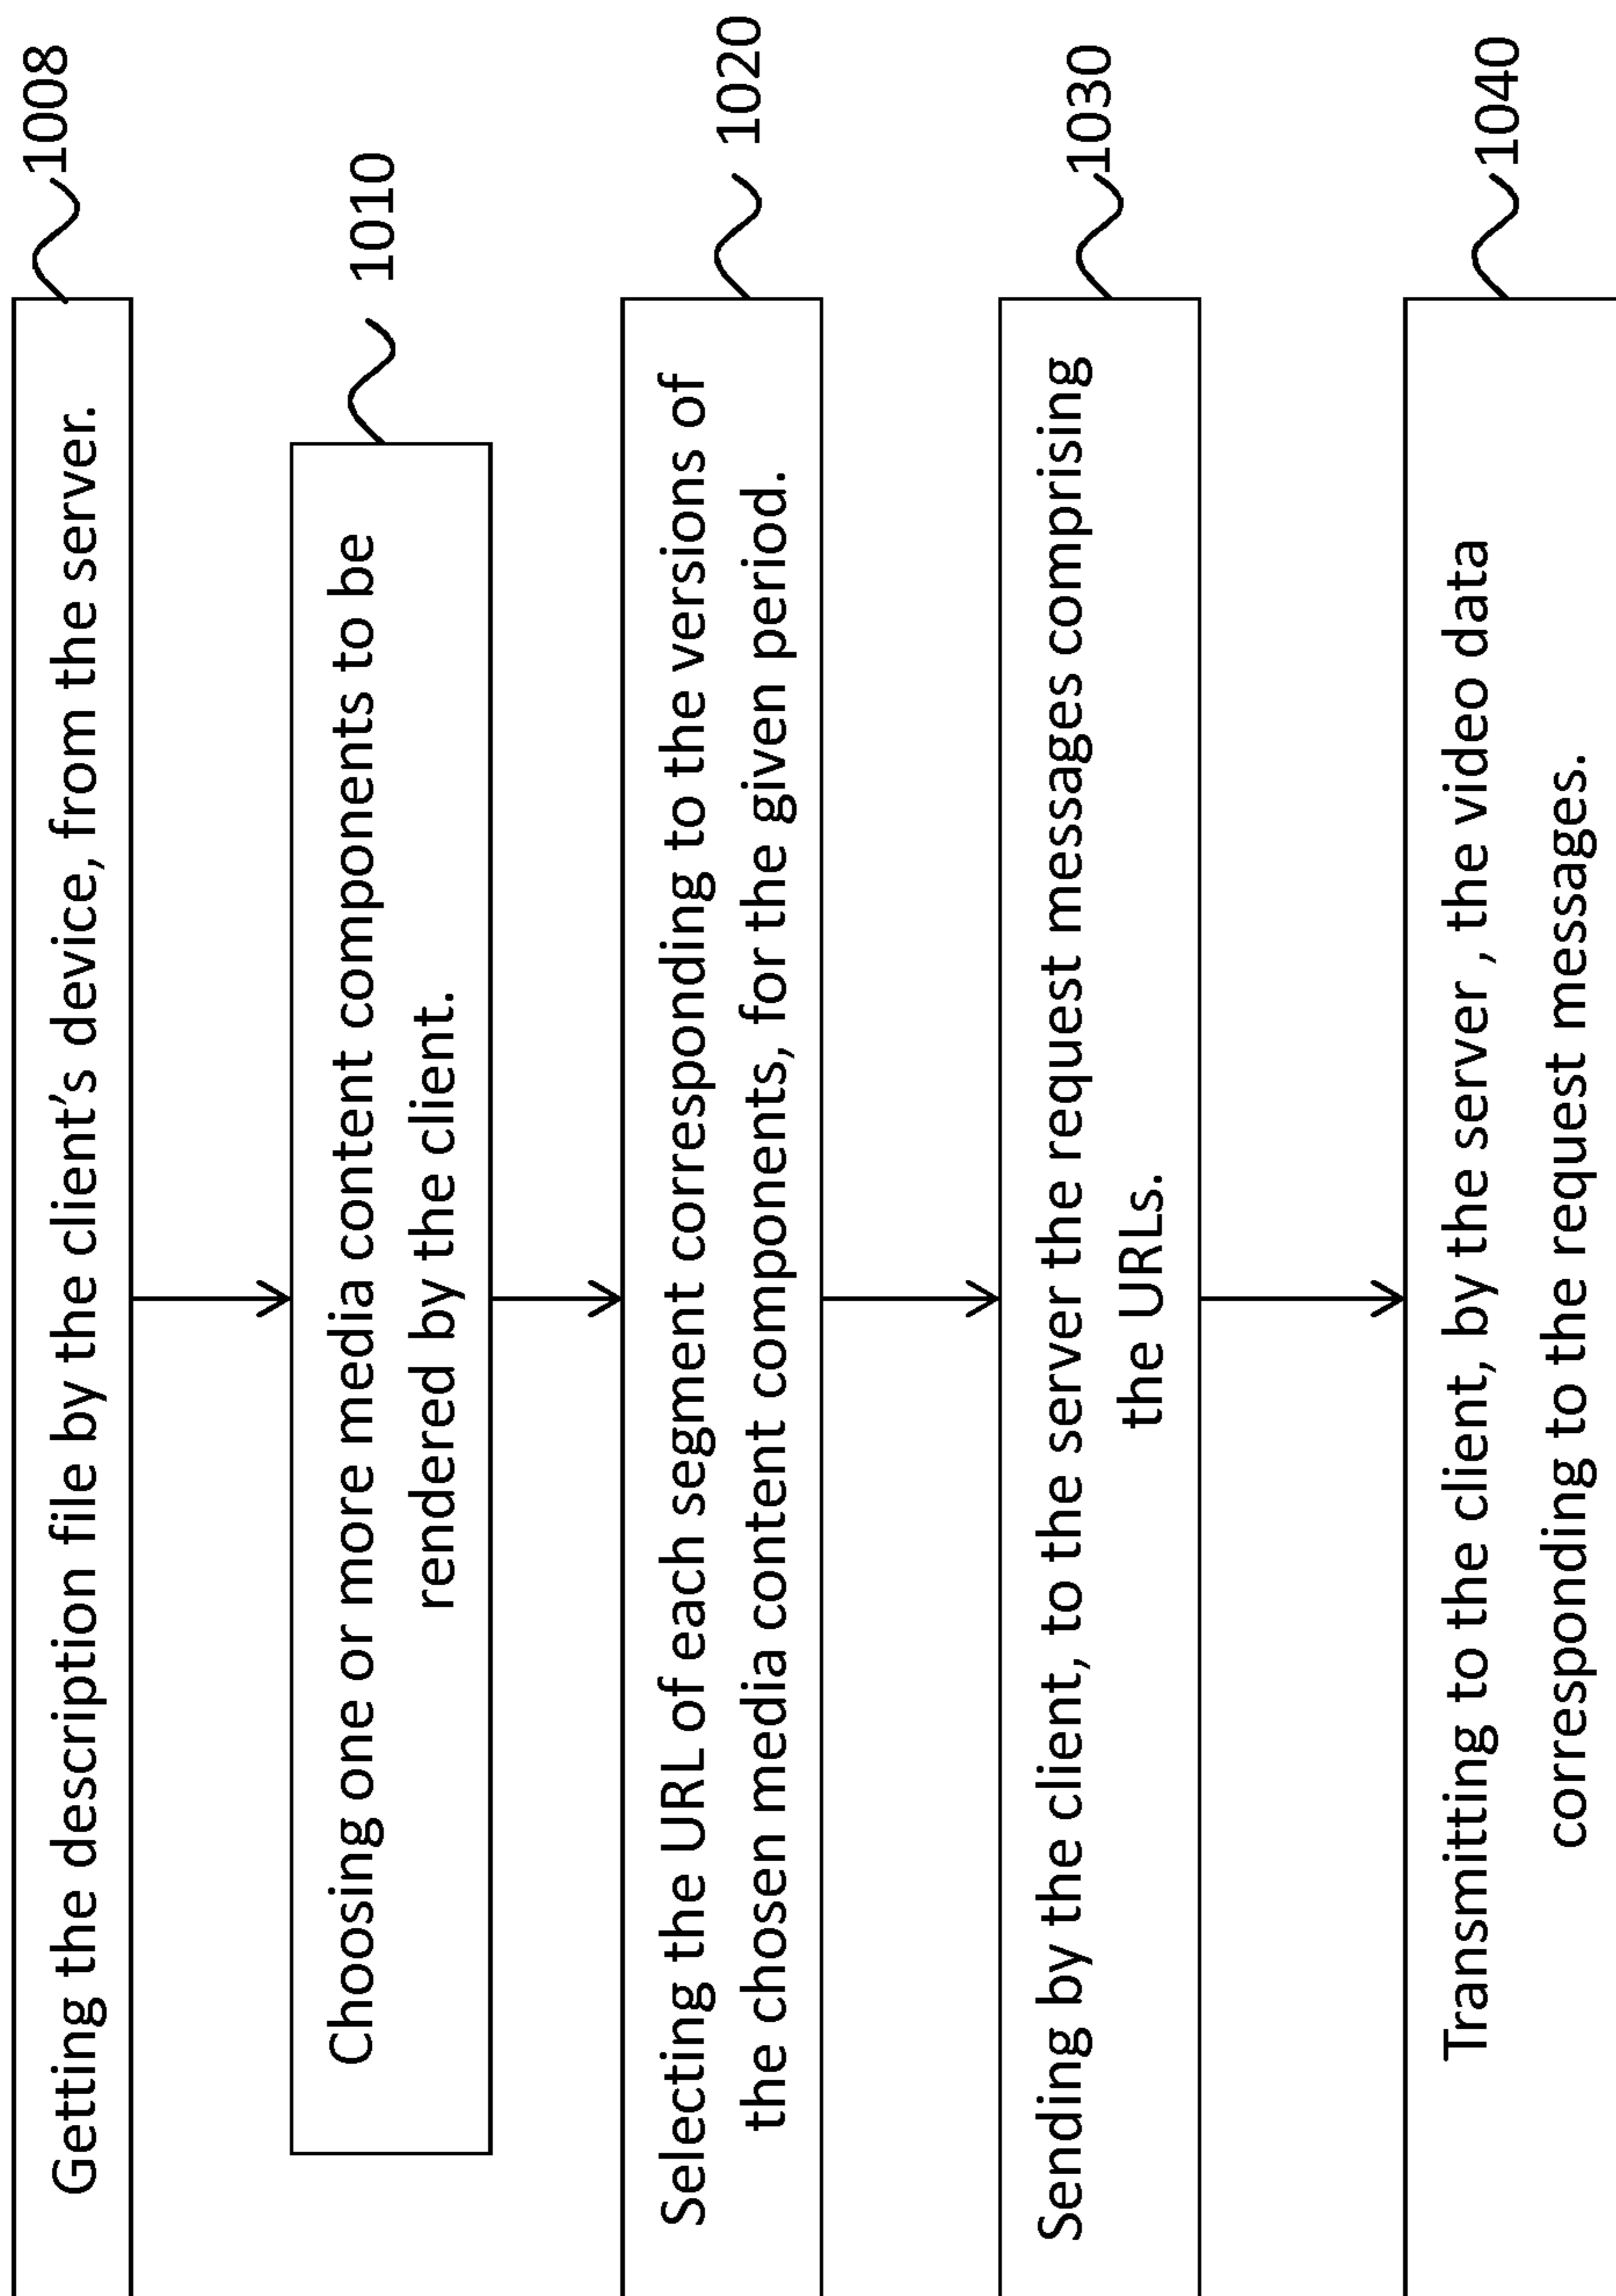 1008
Getting the description file by the client's device, from the server.
1010
Choosing one or more media content components to be
rendered by the client.
1020
Selecting the URL of each segment corresponding to the versions of
the chosen media content components, for the given period.
1030
Sending by the client, to the server the request messages comprising
the URLs.
1040
Transmitting to the client, by the server , the video data
corresponding to the request messages.